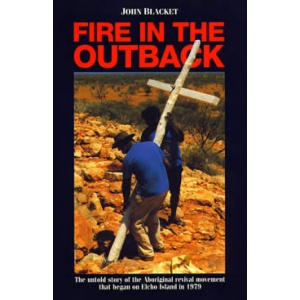 JOHN BLACKET
FIRE IN THE
OUTBACK
The untold story of the Aboriginal revival movement
that began on Elcho Island in 1979